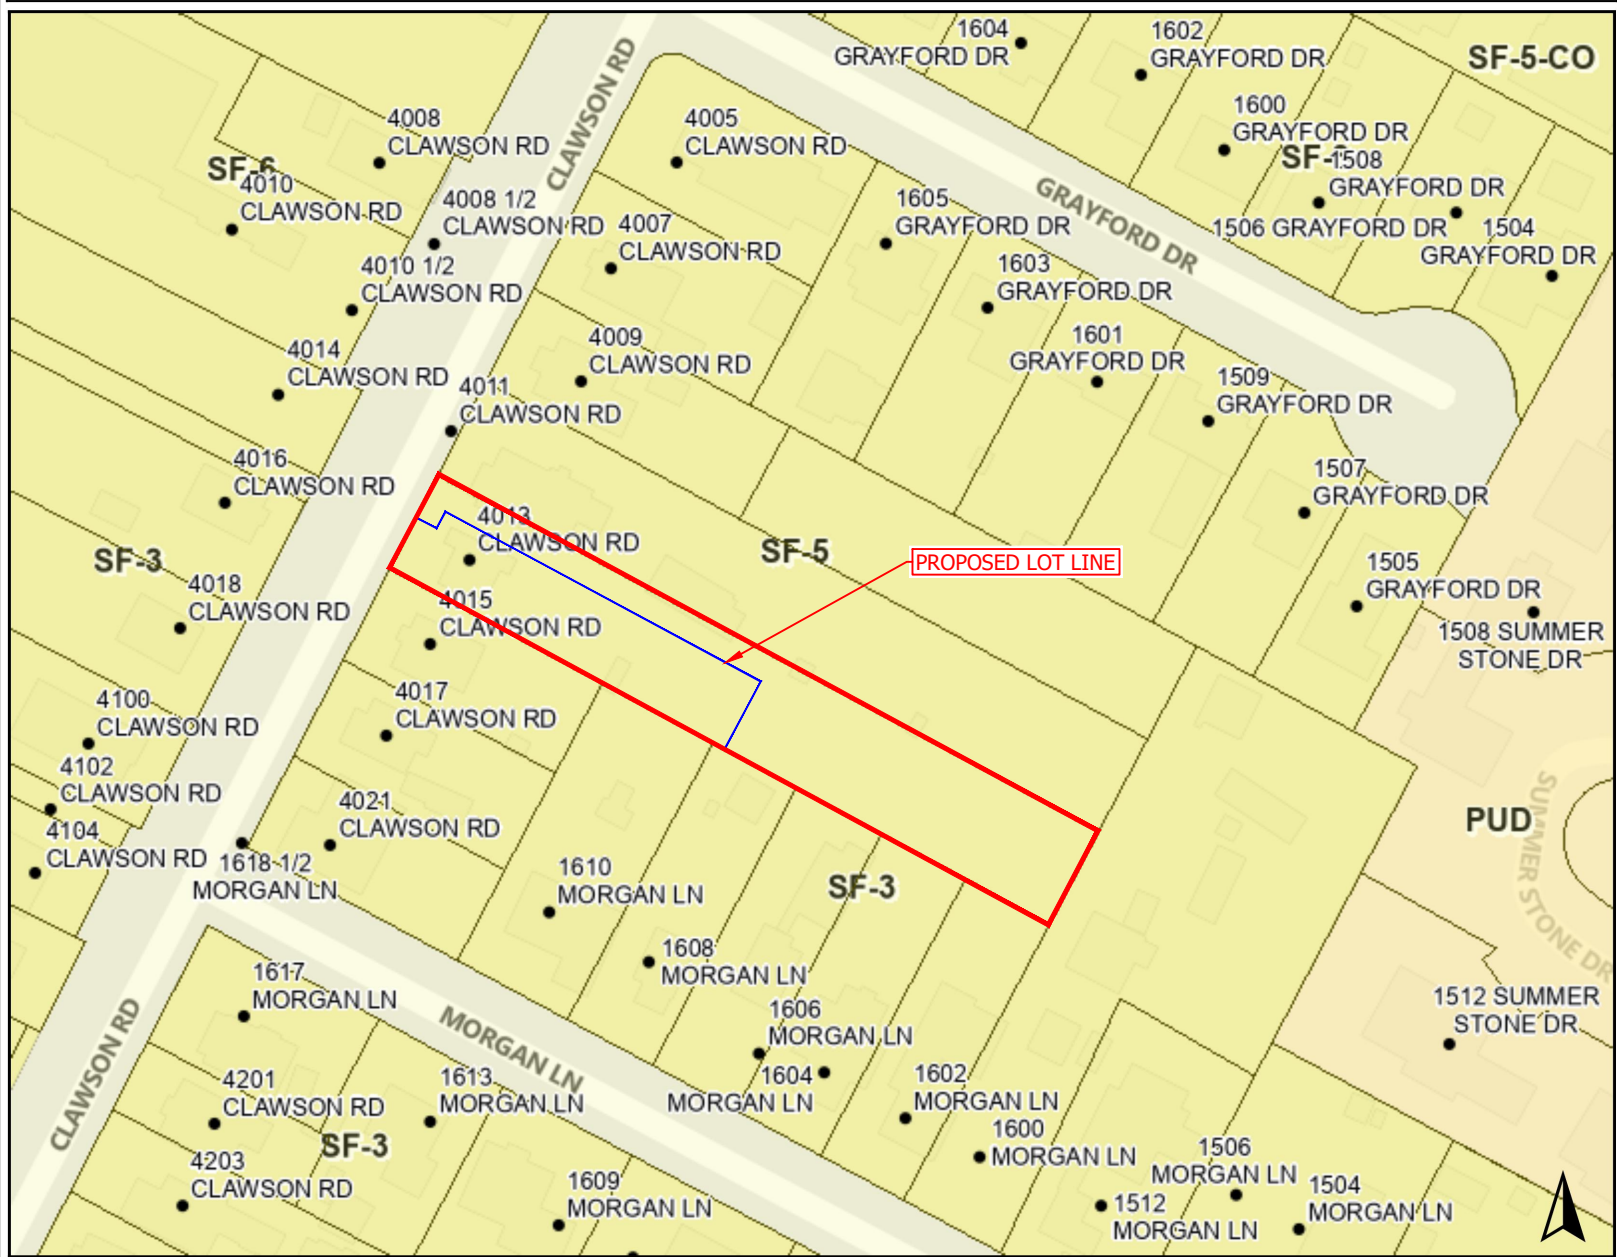 1604
GRAYFORD DR
1602
GRAYFORD DR
SF-5-CO
CLAWSON RD
4008
CLAWSON RD
4005
CLAWSON RD
1600
GRAYFORD DR
SF-
1508
GRAYFORD DR
SF-6
4010
CLAWSON RD
4008 1/2
CLAWSON RD
4007
CLAWSON RD
1605
GRAYFORD DR
GRAYFORD DR
1506 GRAYFORD DR
1504
GRAYFORD DR
4010 1/2
CLAWSON RD
1603
GRAYFORD DR
4014
CLAWSON RD
4009
CLAWSON RD
1601
GRAYFORD DR
4011
CLAWSON RD
1509
GRAYFORD DR
4016
CLAWSON RD
1507
GRAYFORD DR
4013
CLAWSON RD
SF-5
PROPOSED LOT LINE
SF-3
4018
CLAWSON RD
4015
CLAWSON RD
1505
GRAYFORD DR
1508 SUMMER
STONE DR
4100
CLAWSON RD
4017
CLAWSON RD
4102
CLAWSON RD
4021
CLAWSON RD
PUD
SUMMER STONE DR
4104
CLAWSON RD
1618 1/2
MORGAN LN
1610
MORGAN LN
SF-3
1608
MORGAN LN
1617
MORGAN LN
1606
MORGAN LN
1512 SUMMER
STONE DR
CLAWSON RD
MORGAN LN
4201
CLAWSON RD
1613
MORGAN LN
1604
MORGAN LN
1602
MORGAN LN
1600
MORGAN LN
SF-3
4203
CLAWSON RD
1609
MORGAN LN
1506
MORGAN LN
1512
MORGAN LN
1504
MORGAN LN